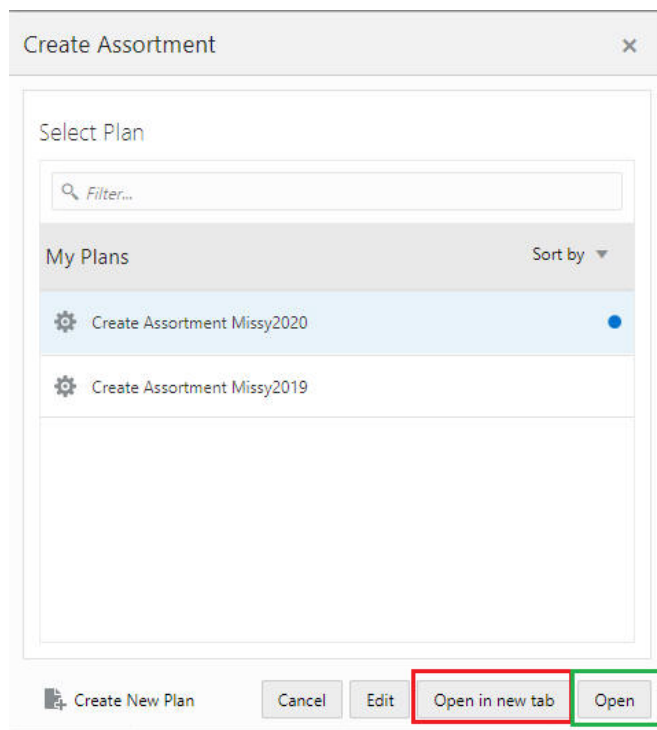 Create Assortment
Select Plan
Filter...
My Plans Sort by
Create Assortment Missy2020
Create Assortment Missy2019
Create New Plan Cancel Edit Open in new tab Open